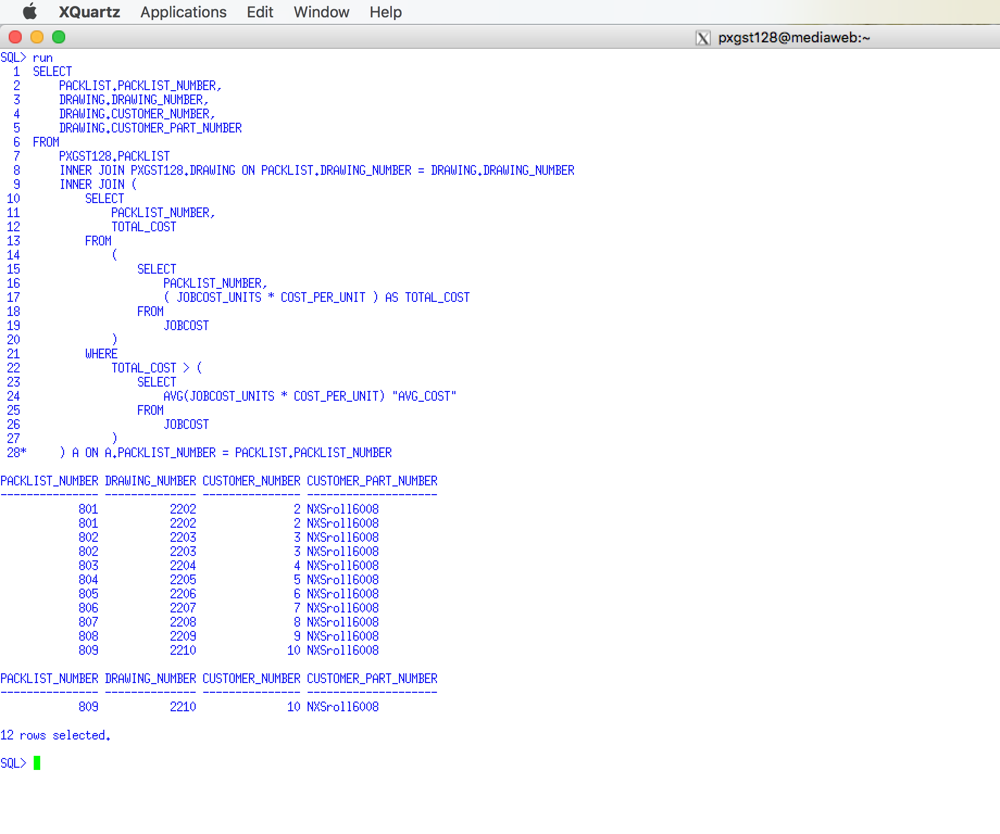 XQuartz Applications Edit Window Help
pxgst128@mediaweb:~
SQL> run
  1  SELECT
  2      PACKLIST.PACKLIST_NUMBER,
  3      DRAWING.DRAWING_NUMBER,
  4      DRAWING.CUSTOMER_NUMBER,
  5      DRAWING.CUSTOMER_PART_NUMBER
  6  FROM
  7      PXGST128.PACKLIST
  8      INNER JOIN PXGST128.DRAWING ON PACKLIST.DRAWING_NUMBER = DRAWING.DRAWING_NUMBER
  9      INNER JOIN (
 10          SELECT
 11              PACKLIST_NUMBER,
 12              TOTAL_COST
 13          FROM
 14              (
 15                  SELECT
 16                      PACKLIST_NUMBER,
 17                      ( JOBCOST_UNITS * COST_PER_UNIT ) AS TOTAL_COST
 18                  FROM
 19                      JOBCOST
 20              )
 21          WHERE
 22              TOTAL_COST > (
 23                  SELECT
 24                      AVG(JOBCOST_UNITS * COST_PER_UNIT) "AVG_COST"
 25                  FROM
 26                      JOBCOST
 27              )
 28*     ) A ON A.PACKLIST_NUMBER = PACKLIST.PACKLIST_NUMBER
PACKLIST_NUMBER DRAWING_NUMBER CUSTOMER_NUMBER CUSTOMER_PART_NUMBER
--------------- -------------- --------------- --------------------
            801           2202               2 NXSroll6008
            801           2202               2 NXSroll6008
            802           2203               3 NXSroll6008
            802           2203               3 NXSroll6008
            803           2204               4 NXSroll6008
            804           2205               5 NXSroll6008
            805           2206               6 NXSroll6008
            806           2207               7 NXSroll6008
            807           2208               8 NXSroll6008
            808           2209               9 NXSroll6008
            809           2210              10 NXSroll6008
PACKLIST_NUMBER DRAWING_NUMBER CUSTOMER_NUMBER CUSTOMER_PART_NUMBER
--------------- -------------- --------------- --------------------
            809           2210              10 NXSroll6008
12 rows selected.
SQL>